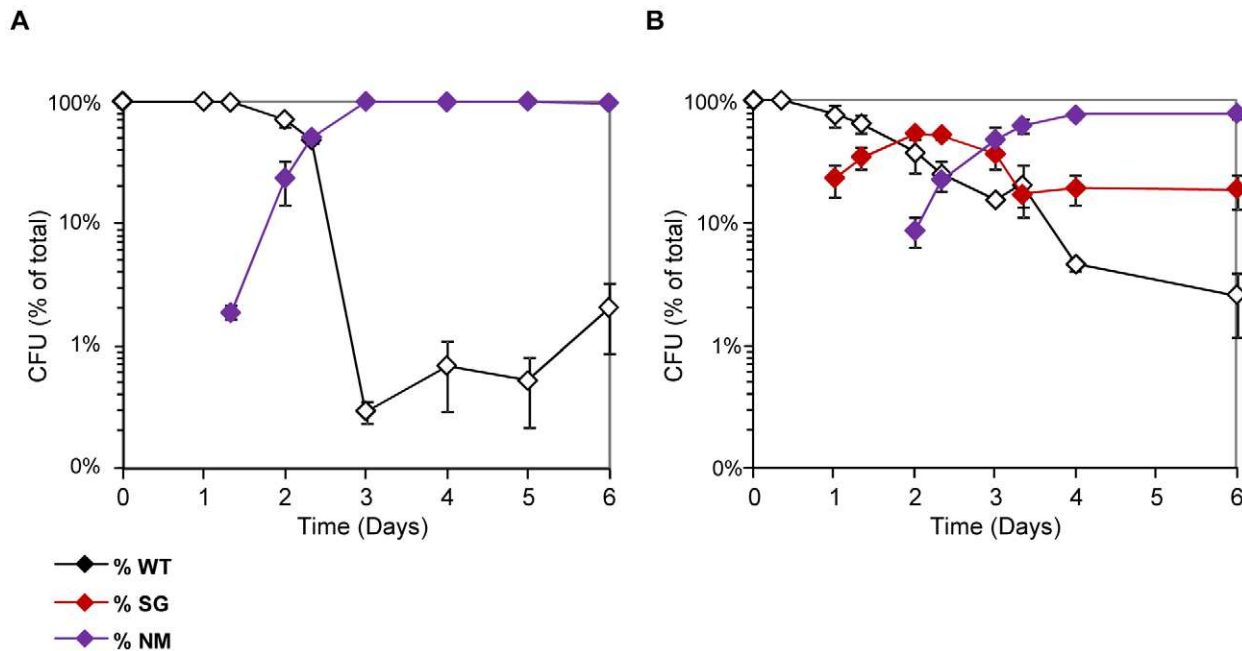 A
B
100%
10%
1%
0%
CFU (% of total)
0 1 2 3 4 5 6
Time (Days)
100%
10%
1%
0%
CFU (% of total)
0 1 2 3 4 5 6
Time (Days)
% WT
% SG
% NM